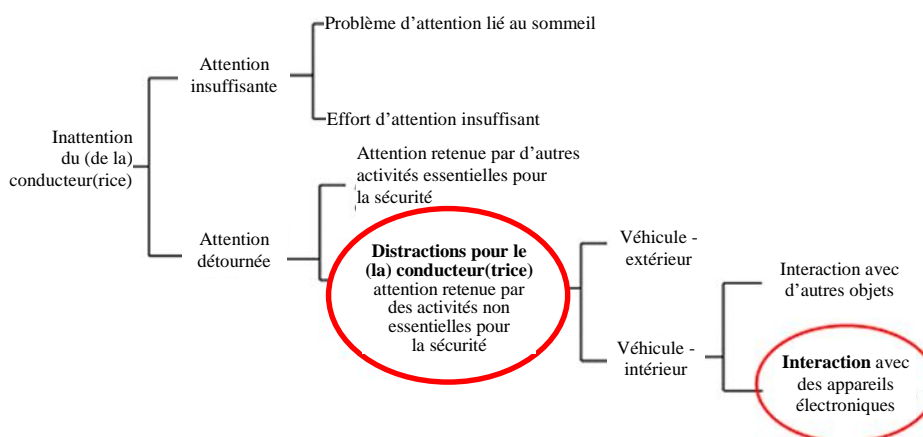 Problème d'attention lié au sommeil
Attention
insuffisante
Effort d'attention insuffisant
Inattention
du (de la)
conducteur(rice)
Attention retenue par d'autres
activités essentielles pour
la sécurité
Attention
détournée
Distractions pour le
(la) conducteur(trice)
attention retenue par
des activités non
essentielles pour
la sécurité
Véhicule -
extérieur
Véhicule -
intérieur
Interaction avec
d'autres objets
Interaction avec
des appareils
électroniques